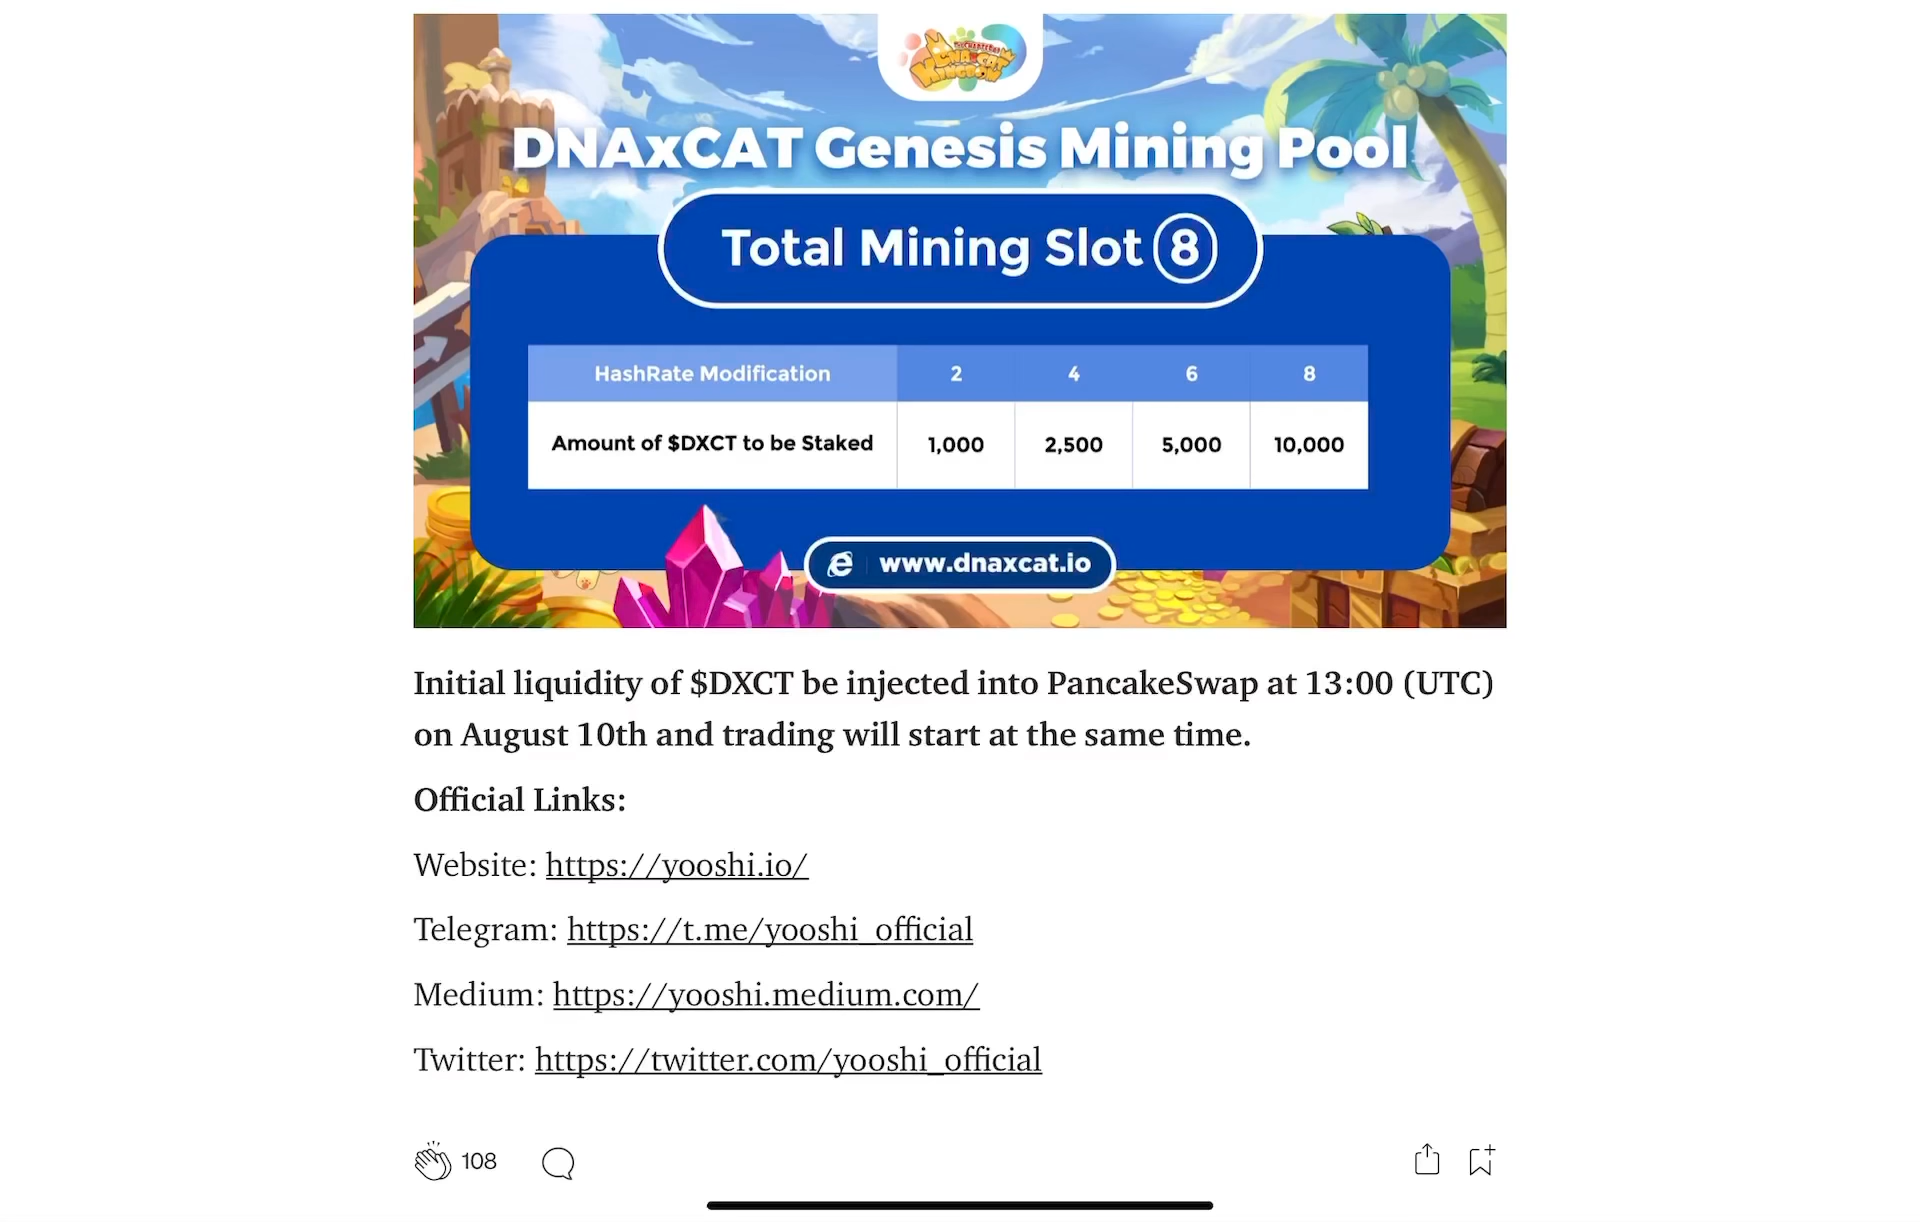 DNAxCAT
KINGDOM
DNAxCAT Genesis Mining Pool
Total Mining Slot 8
HashRate Modification 2 4 6 8
Amount of $DXCT to be Staked 1,000 2,500 5,000 10,000
www.dnaxcat.io
Initial liquidity of $DXCT be injected into PancakeSwap at 13:00 (UTC)
on August 10th and trading will start at the same time.
Official Links:
Website: https://yooshi.io/
Telegram: https://t.me/yooshi_official
Medium: https://yooshi.medium.com/
Twitter: https://twitter.com/yooshi_official
108